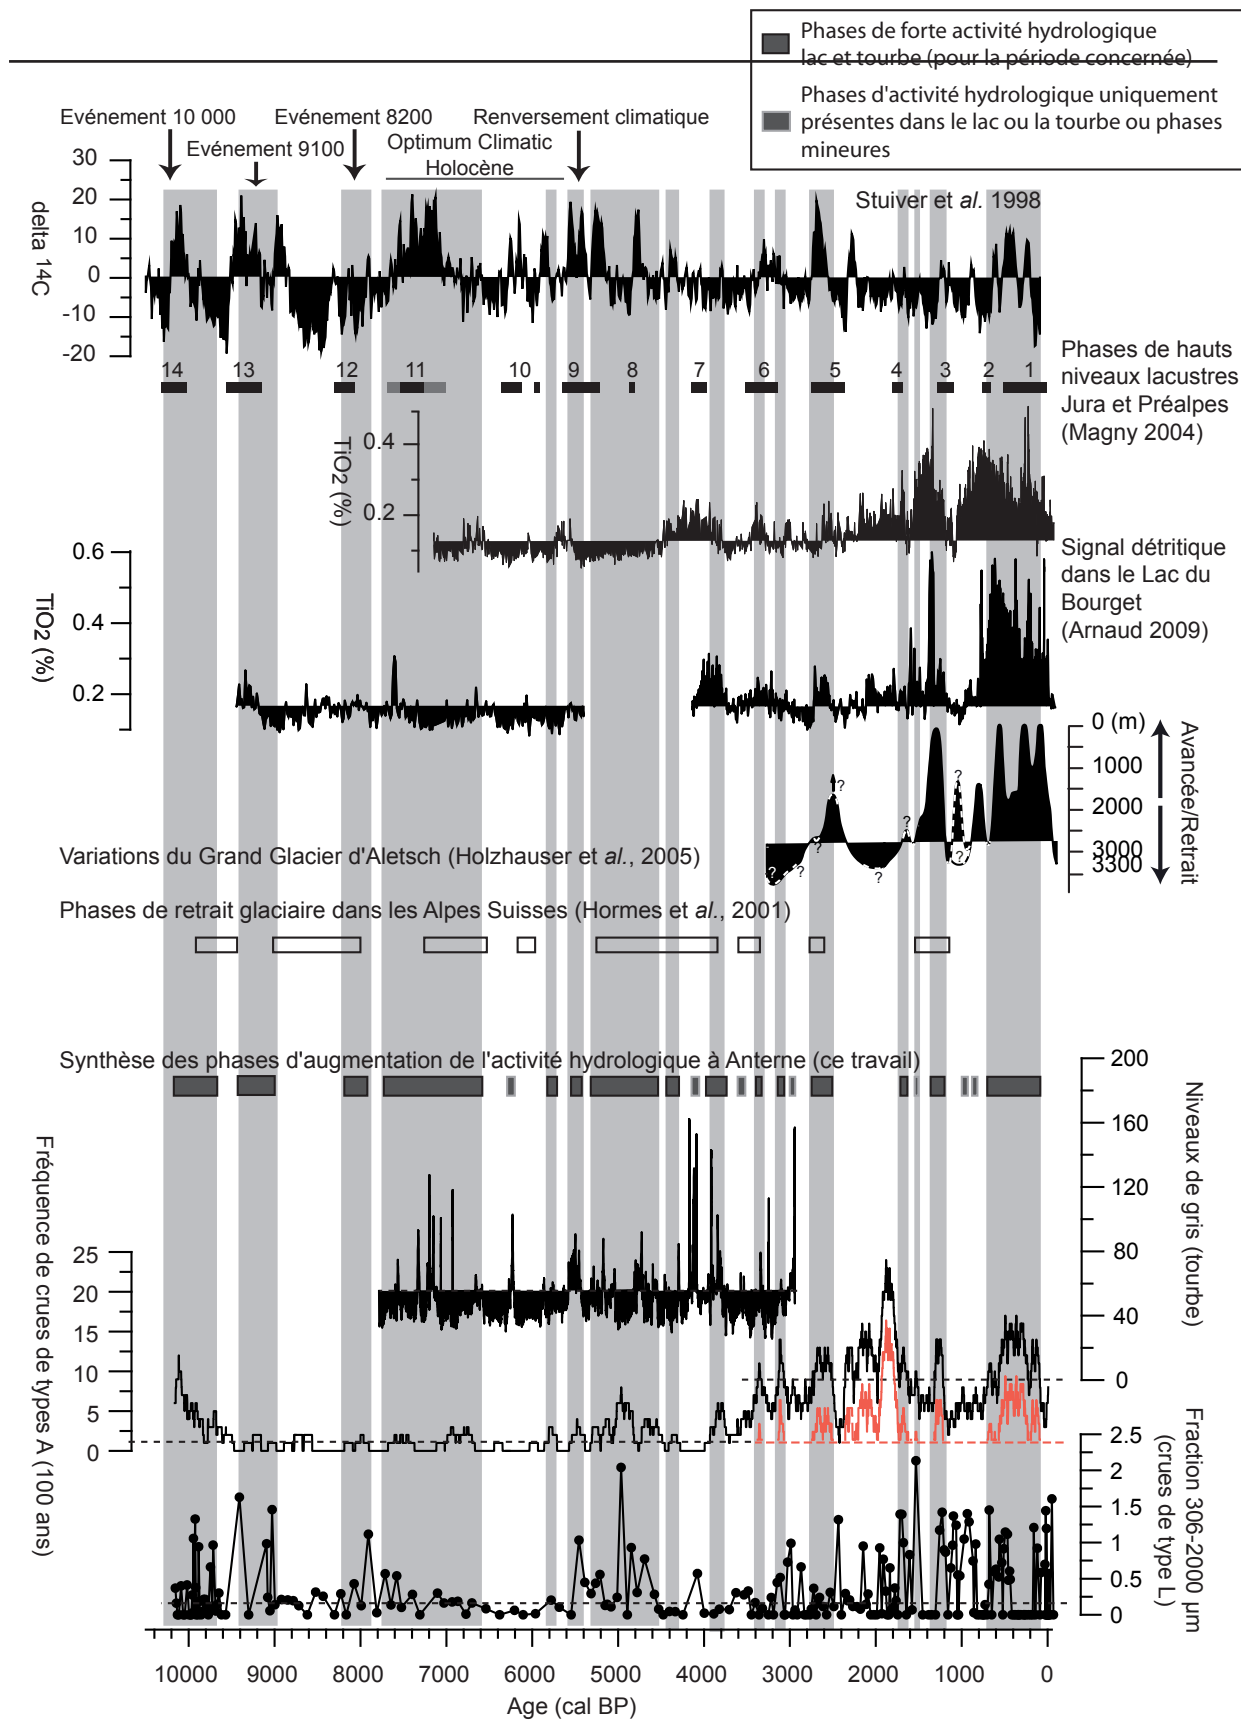 Phases de forte activité hydrologique
lac et tourbe (pour la période concernée)
Phases d'activité hydrologique uniquement
présentes dans le lac ou la tourbe ou phases
mineures
Evénement 10 000
Evénement 8200
Renversement climatique
Evénement 9100
Optimum Climatic
Holocène
Stuiver et al. 1998
delta 14C
30
20
10
0
-10
-20
14
13
12
11
10
9
8
7
6
5
4
3
2
1
Phases de hauts
niveaux lacustres
Jura et Préalpes
(Magny 2004)
TiO2 (%)
0.4
0.2
Signal détritique
dans le Lac du
Bourget
(Arnaud 2009)
TiO2 (%)
0.6
0.4
0.2
0 (m)
1000
2000
3000
3300
Avancée/Retrait
?
?
?
?
?
?
?
?
Variations du Grand Glacier d'Aletsch (Holzhauser et al., 2005)
Phases de retrait glaciaire dans les Alpes Suisses (Hormes et al., 2001)
Synthèse des phases d'augmentation de l'activité hydrologique à Anterne (ce travail)
200
160
120
80
40
0
Niveaux de gris (tourbe)
Fréquence de crues de types A (100 ans)
25
20
15
10
5
0
2.5
2
1.5
1
0.5
0
Fraction 306-2000 µm
(crues de type L)
10000 9000 8000 7000 6000 5000 4000 3000 2000 1000 0
Age (cal BP)